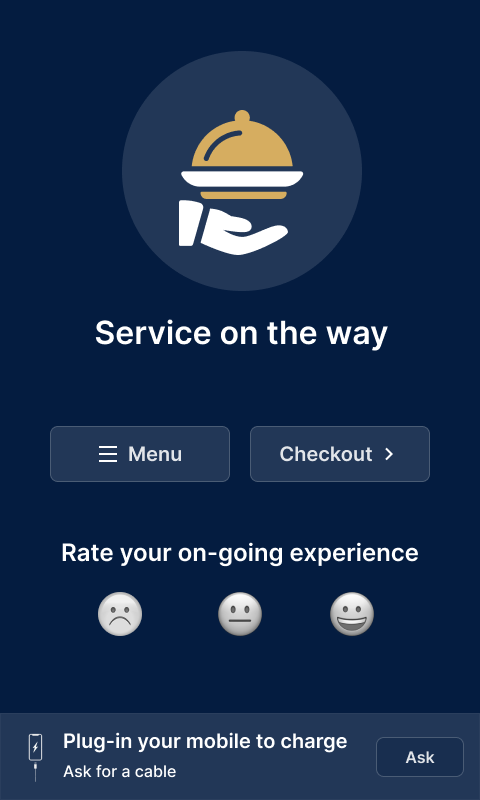 Service on the way
Menu
Checkout
Rate your on-going experience
Plug-in your mobile to charge
Ask for a cable
Ask